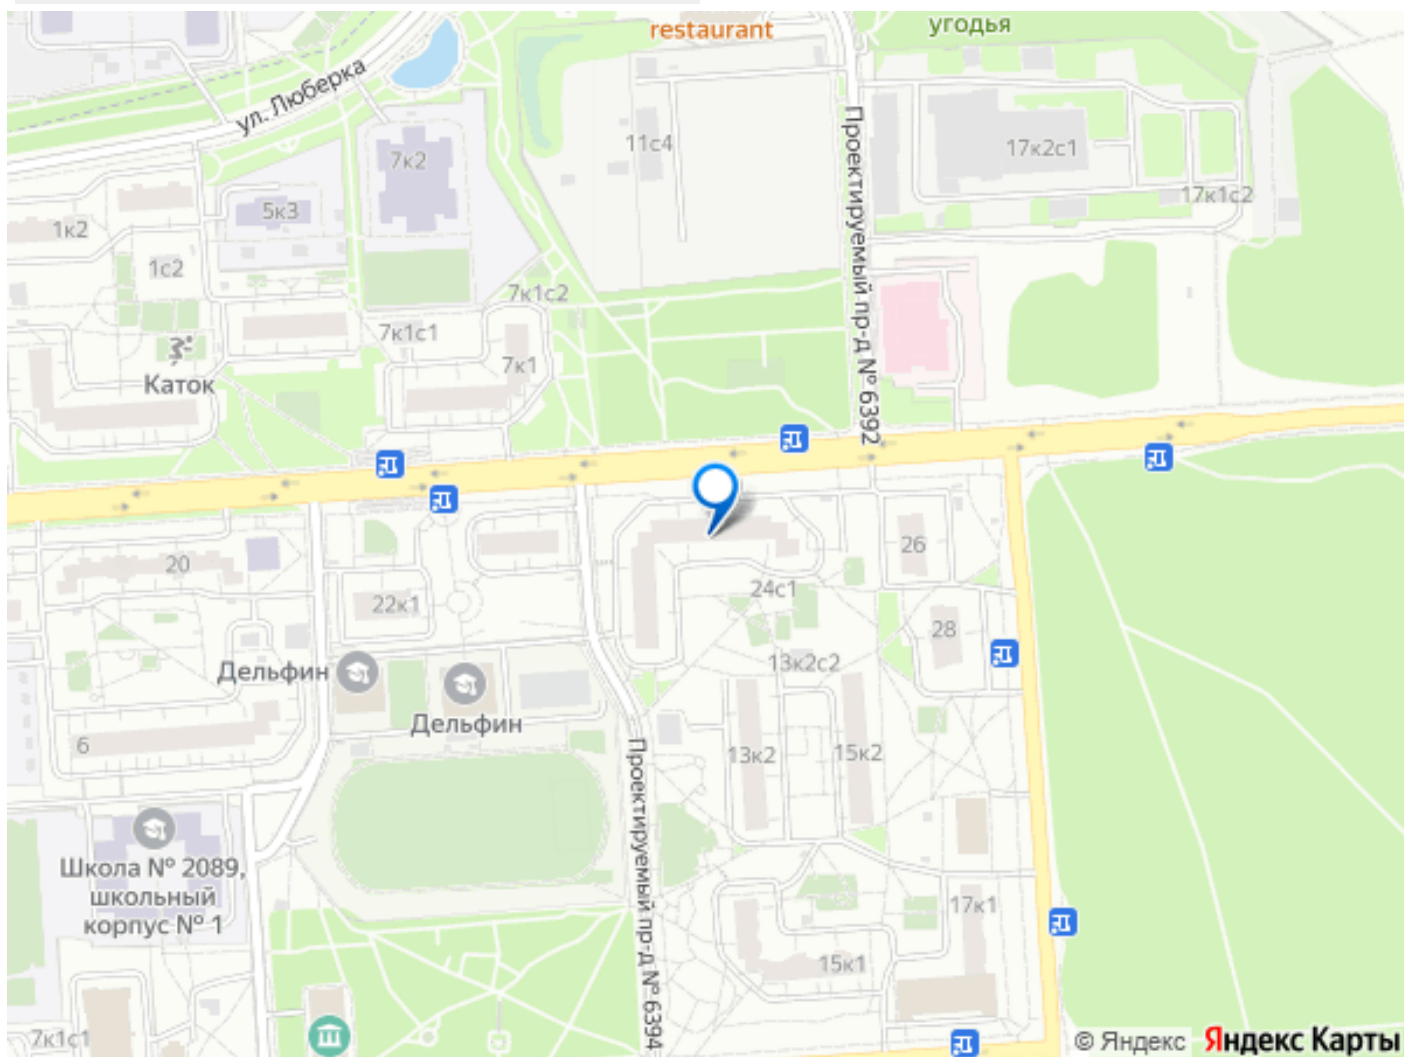 restaurant
угодья
ул. Люберка
7к2
11с4
Проектируемый пр-д № 6392
17к2с1
5к3
17к1с2
1к2
1с2
7к1с2
7к1с1
7к1
Каток
20
26
24с1
22к1
28
13к2с2
Дельфин
Дельфин
6
13к2
15к2
Проектируемый пр-д № 6394
Школа № 2089,
школьный
корпус № 1
17к1
15к1
7к1с1
© Яндекс Яндекс Карты